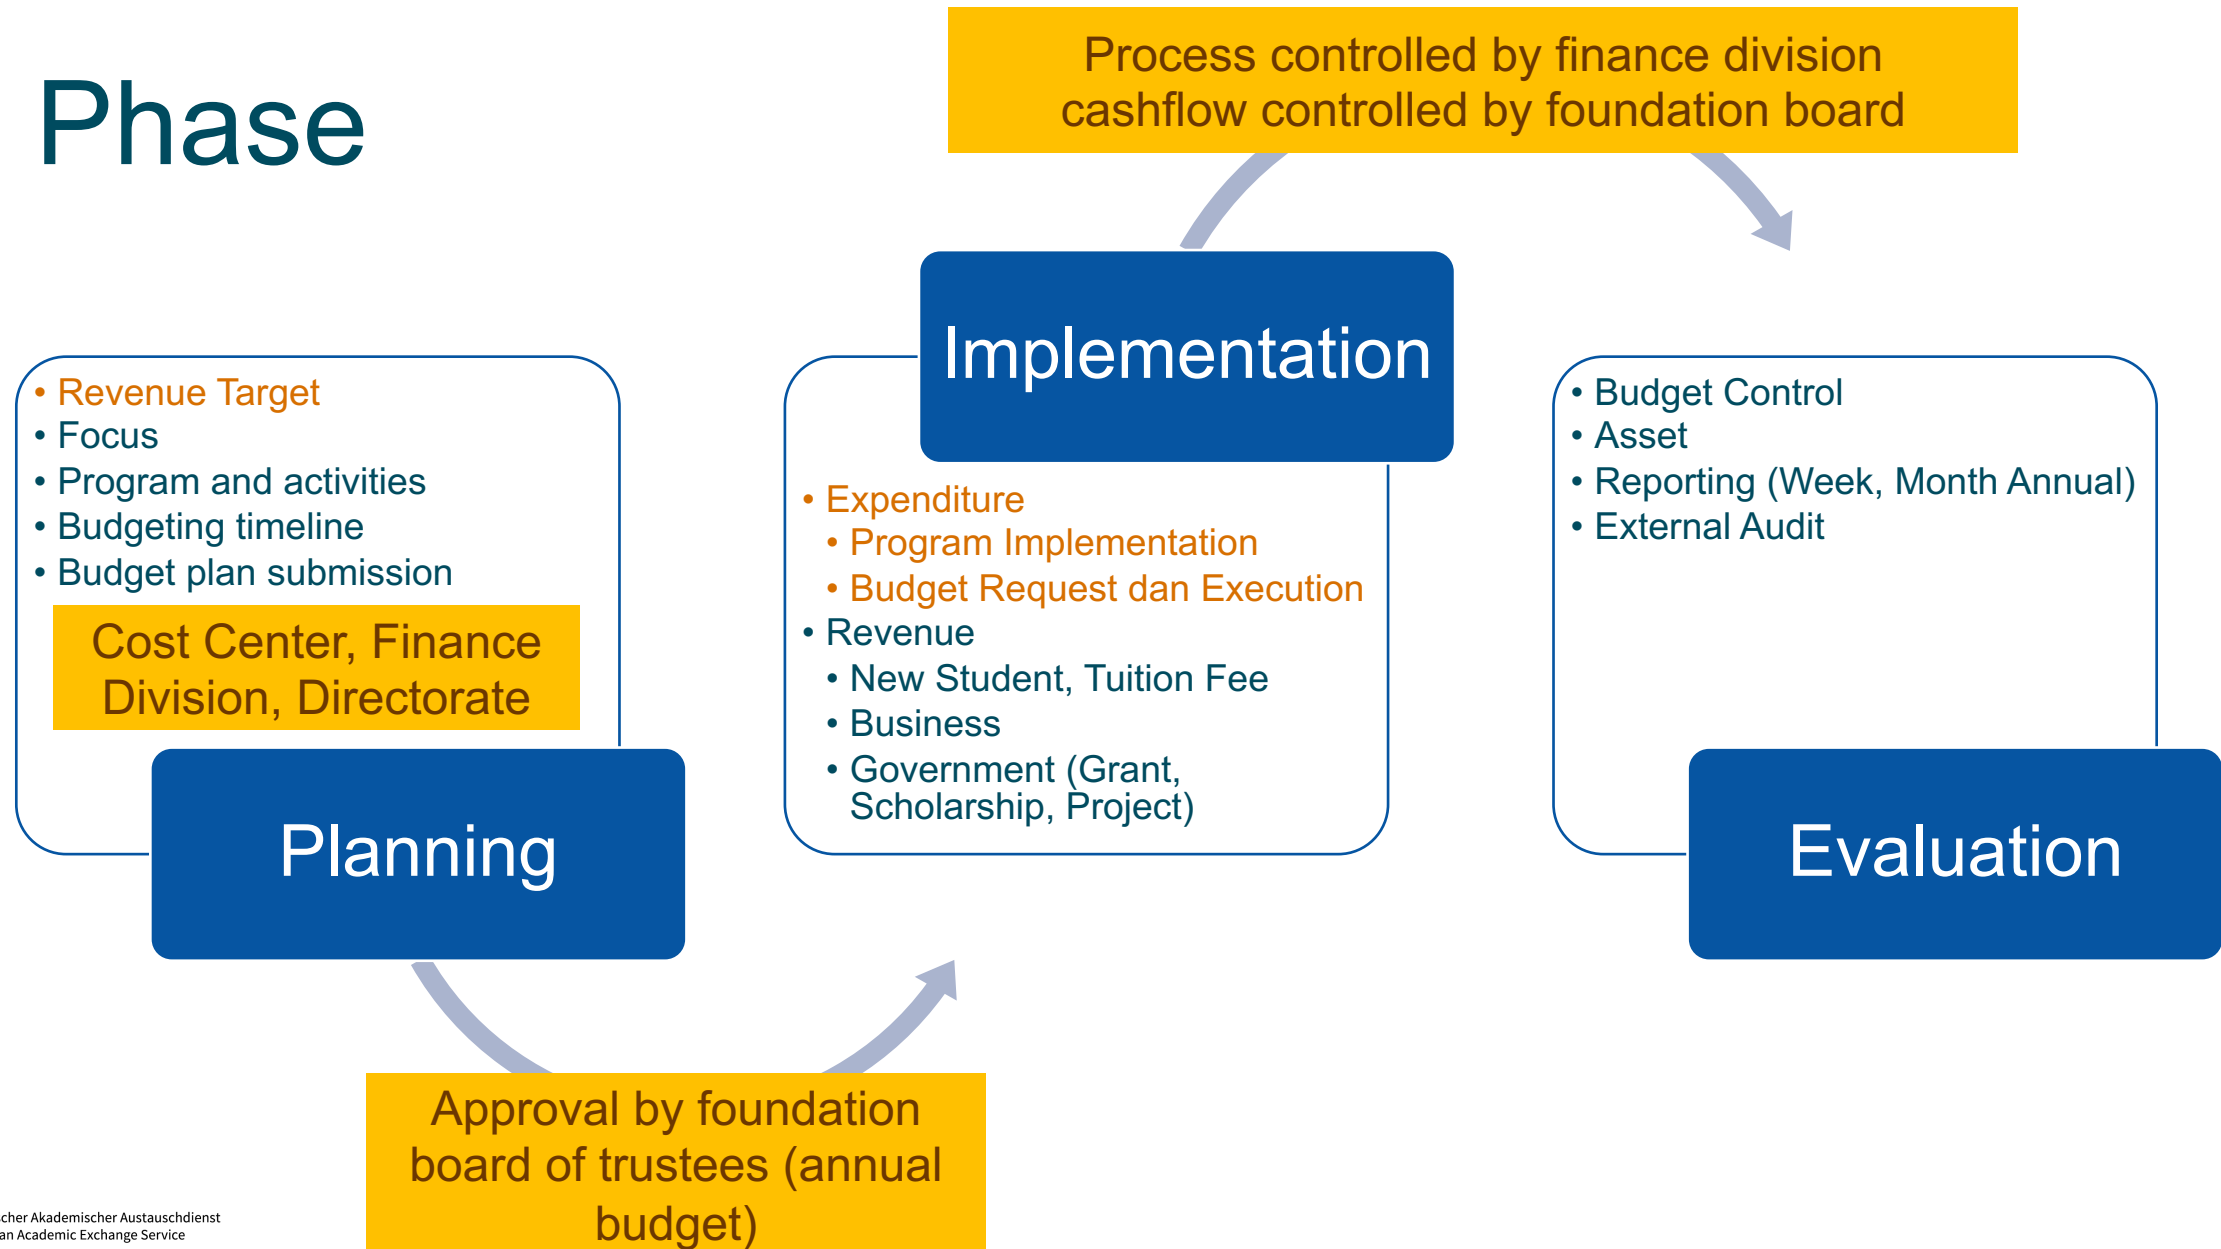 Phase
Process controlled by finance division
cashflow controlled by foundation board
• Revenue Target
• Focus
• Program and activities
• Budgeting timeline
• Budget plan submission
Cost Center, Finance
Division, Directorate
Planning
Approval by foundation
board of trustees (annual
budget)
Implementation
• Expenditure
• Program Implementation
• Budget Request dan Execution
• Revenue
• New Student, Tuition Fee
• Business
• Government (Grant,
Scholarship, Project)
• Budget Control
• Asset
• Reporting (Week, Month Annual)
• External Audit
Evaluation
cher Akademischer Austauschdienst
an Academic Exchange Service